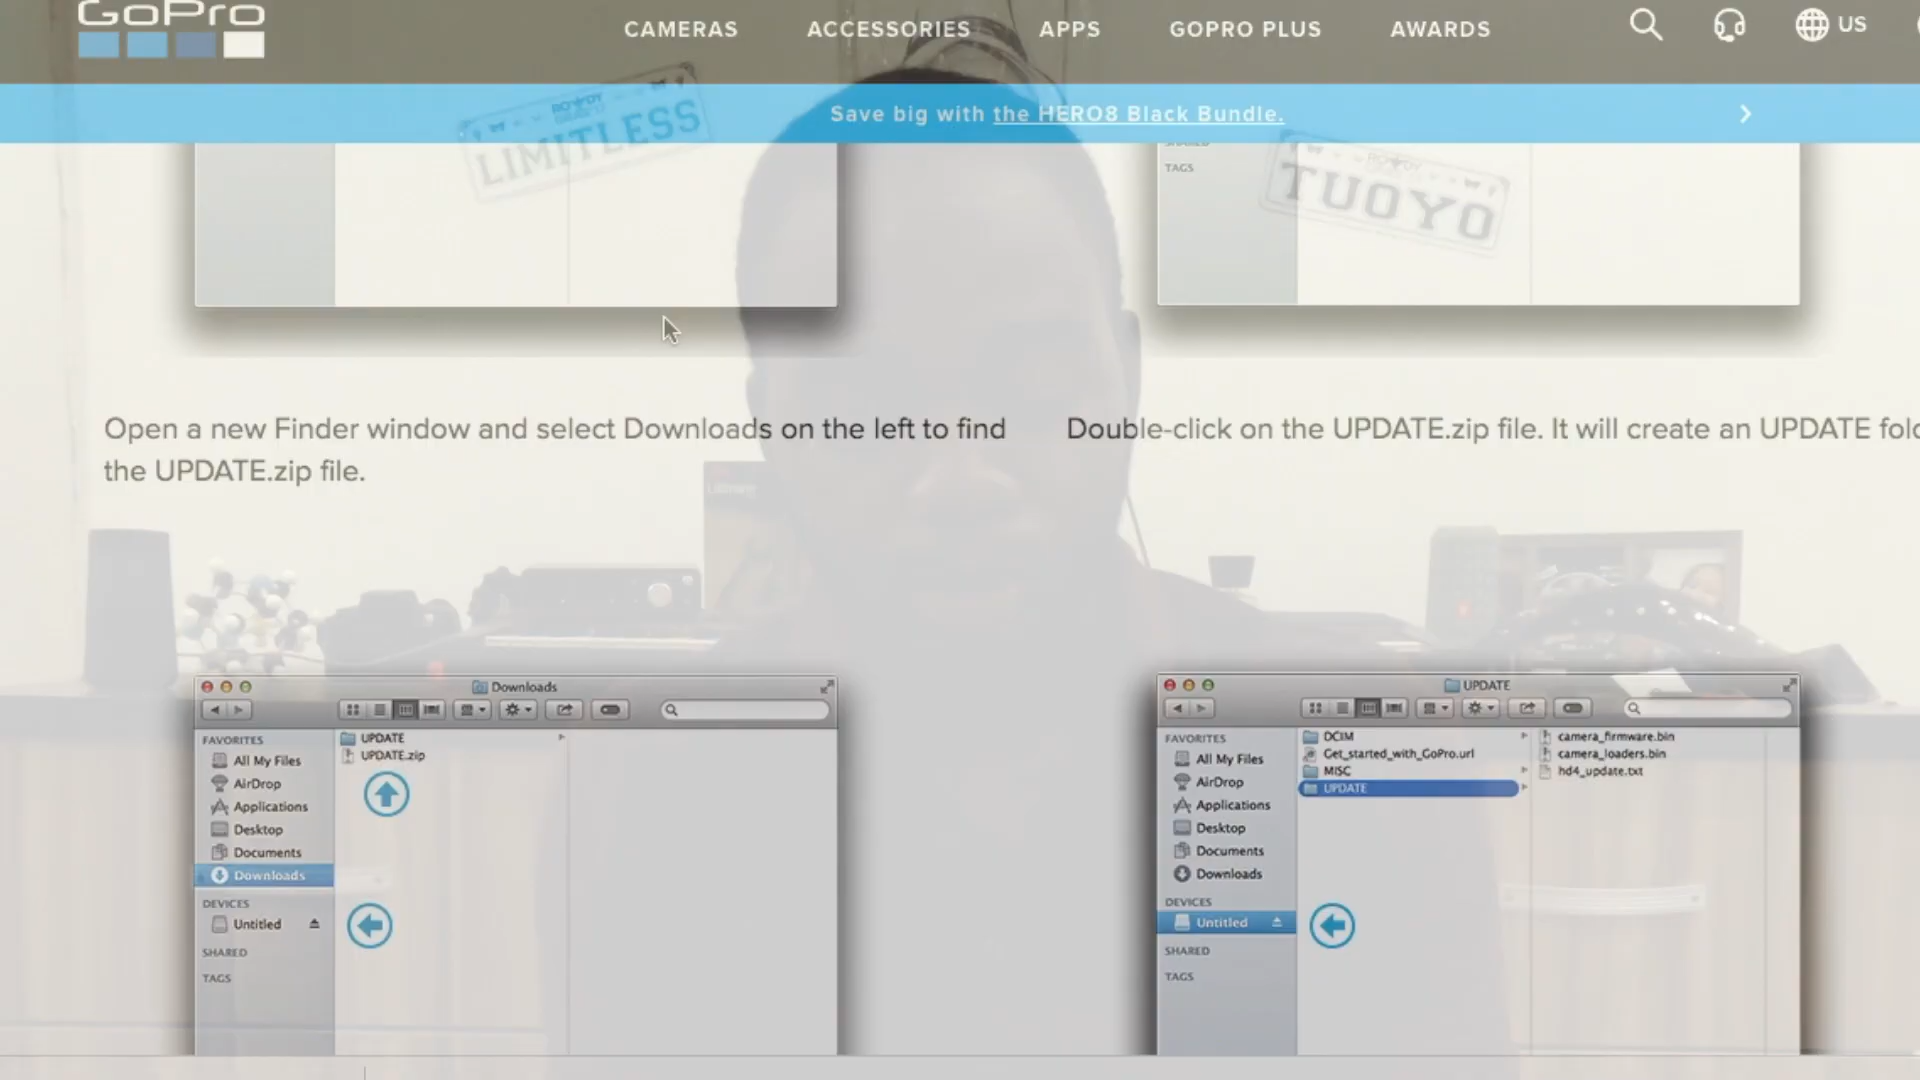 GoPro
CAMERAS ACCESSORIES APPS GOPRO PLUS AWARDS US
Save big with the HERO8 Black Bundle.
ROWDY
LIMITLESS
TAGS
ROWDY
TUOYO
Open a new Finder window and select Downloads on the left to find
the UPDATE.zip file.
Double-click on the UPDATE.zip file. It will create an UPDATE
Downloads
FAVORITES
All My Files
AirDrop
Applications
Desktop
Documents
Downloads
DEVICES
Untitled
SHARED
TAGS
UPDATE
UPDATE.zip
UPDATE
FAVORITES
All My Files
AirDrop
Applications
Desktop
Documents
Downloads
DEVICES
Untitled
SHARED
TAGS
DCIM
Get_started_with_GoPro.url
MISC
UPDATE
camera_firmware.bin
camera_loaders.bin
hd4_update.txt